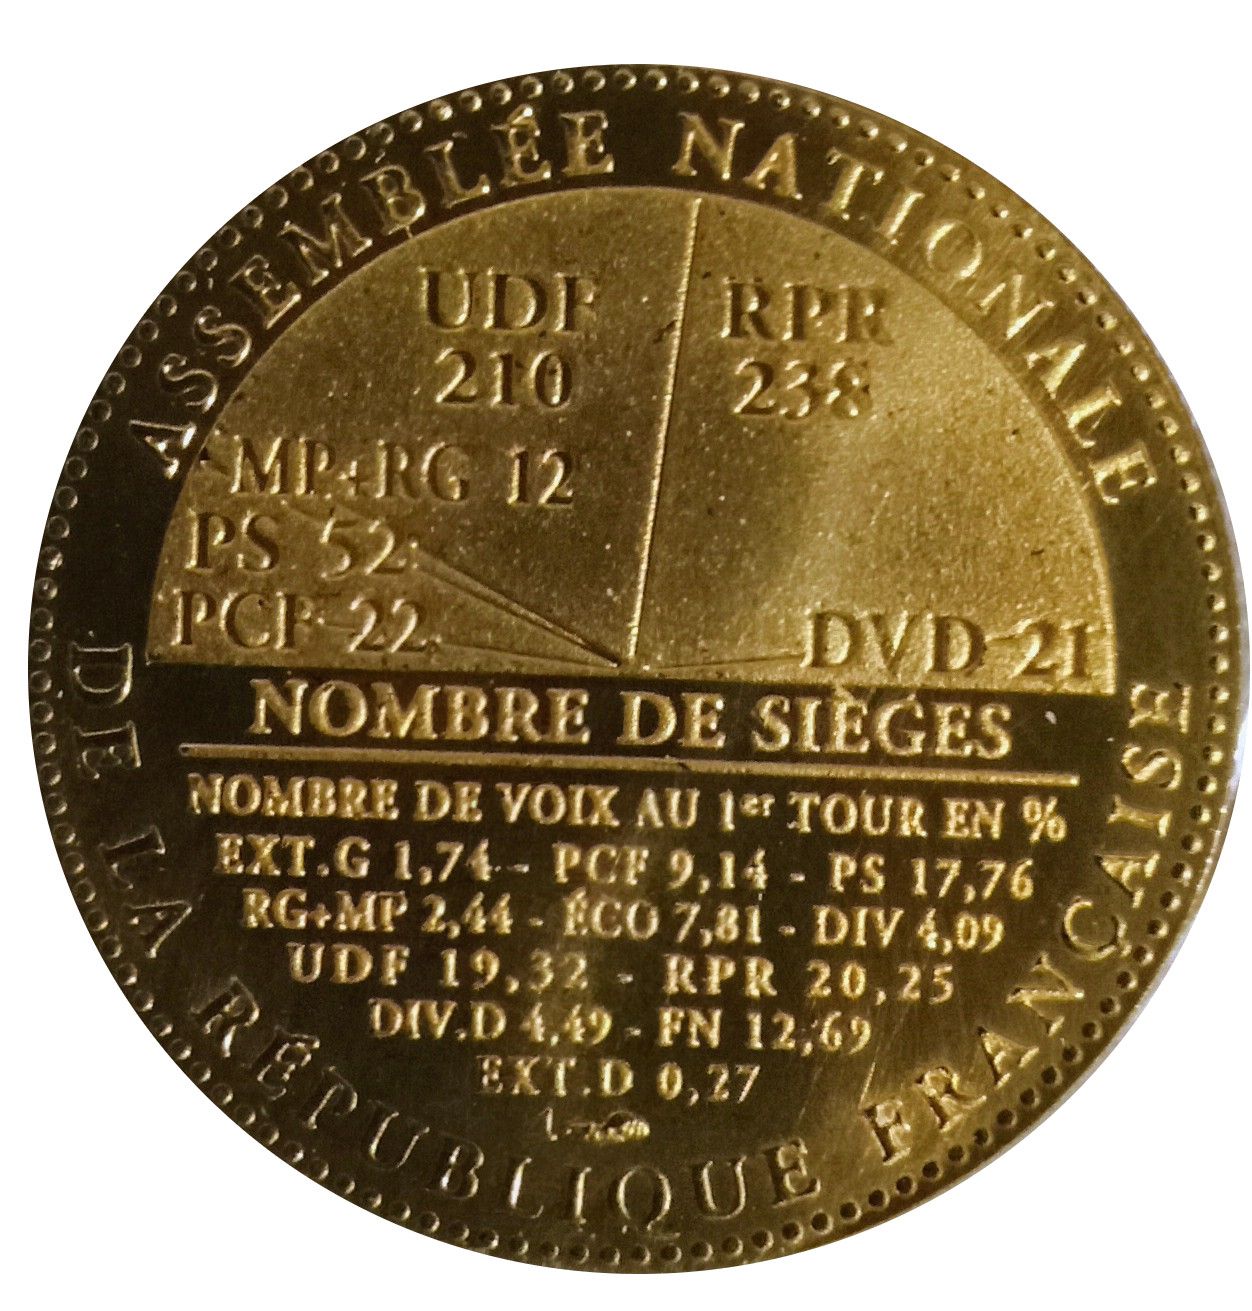 ASSEMBLÉE NATIONALE
DE LA RÉPUBLIQUE FRANÇAISE
UDF
210
RPR
238
MP+RG 12
PS 52
PCF 22
DVD 21
NOMBRE DE SIÈGES
NOMBRE DE VOIX AU 1er TOUR EN %
EXT.G 1,74 - PCF 9,14 - PS 17,76
RG+MP 2,44 - ÉCO 7,81 - DIV 4,09
UDF 19,32 - RPR 20,25
DIV.D 4,49 - FN 12,69
EXT.D 0,27